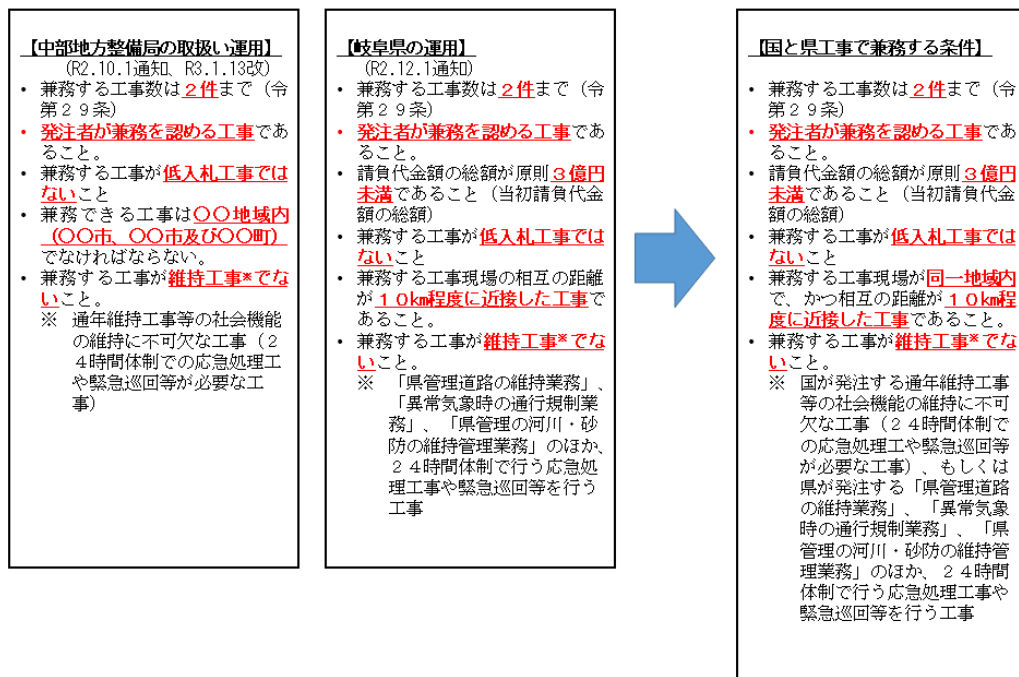 【中部地方整備局の取扱い運用】
(R2.10.1通知、R3.1.13改)
・ 兼務する工事数は２件まで（令
第２９条）
・ 発注者が兼務を認める工事であ
ること。
・ 兼務する工事が低入札工事では
ないこと
・ 兼務できる工事は〇〇地域内
（〇〇市、〇〇市及び〇〇町）
でなければならない。
・ 兼務する工事が維持工事※でな
いこと。
※ 通年維持工事等の社会機能
の維持に不可欠な工事（２
４時間体制での応急処理工
や緊急巡回等が必要な工
事）
【岐阜県の運用】
(R2.12.1通知)
・ 兼務する工事数は２件まで（令
第２９条）
・ 発注者が兼務を認める工事であ
ること。
・ 請負代金額の総額が原則３億円
未満であること（当初請負代金
額の総額）
・ 兼務する工事が低入札工事では
ないこと
・ 兼務する工事現場の相互の距離
が１０km程度に近接した工事で
あること。
・ 兼務する工事が維持工事※でな
いこと。
※ 「県管理道路の維持業務」、
「異常気象時の通行規制業
務」、「県管理の河川・砂
防の維持管理業務」のほか、
２４時間体制で行う応急処
理工事や緊急巡回等を行う
工事
【国と県工事で兼務する条件】
・ 兼務する工事数は２件まで（令
第２９条）
・ 発注者が兼務を認める工事であ
ること。
・ 請負代金額の総額が原則３億円
未満であること（当初請負代金
額の総額）
・ 兼務する工事が低入札工事では
ないこと
・ 兼務する工事現場が同一地域内
で、かつ相互の距離が１０km程
度に近接した工事であること。
・ 兼務する工事が維持工事※でな
いこと。
※ 国が発注する通年維持工事
等の社会機能の維持に不可
欠な工事（２４時間体制で
の応急処理工や緊急巡回等
が必要な工事）、もしくは
県が発注する「県管理道路
の維持業務」、「異常気象
時の通行規制業務」、「県
管理の河川・砂防の維持管
理業務」のほか、２４時間
体制で行う応急処理工事や
緊急巡回等を行う工事